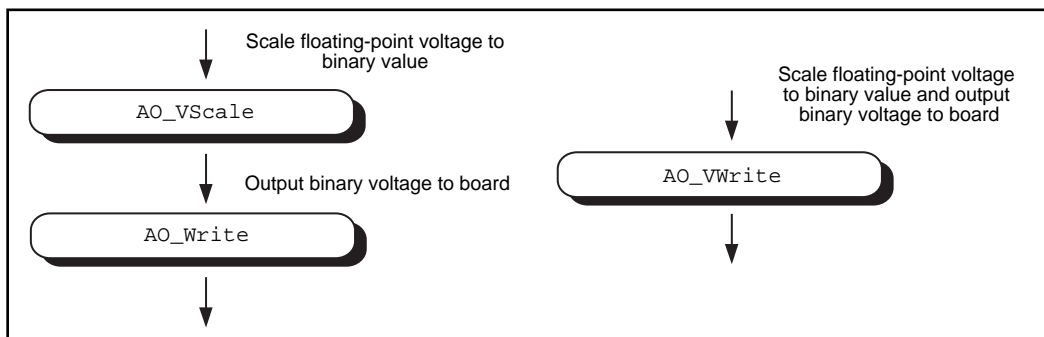 Scale floating-point voltage to
binary value
AO_VScale
Output binary voltage to board
AO_Write
Scale floating-point voltage
to binary value and output
binary voltage to board
AO_VWrite